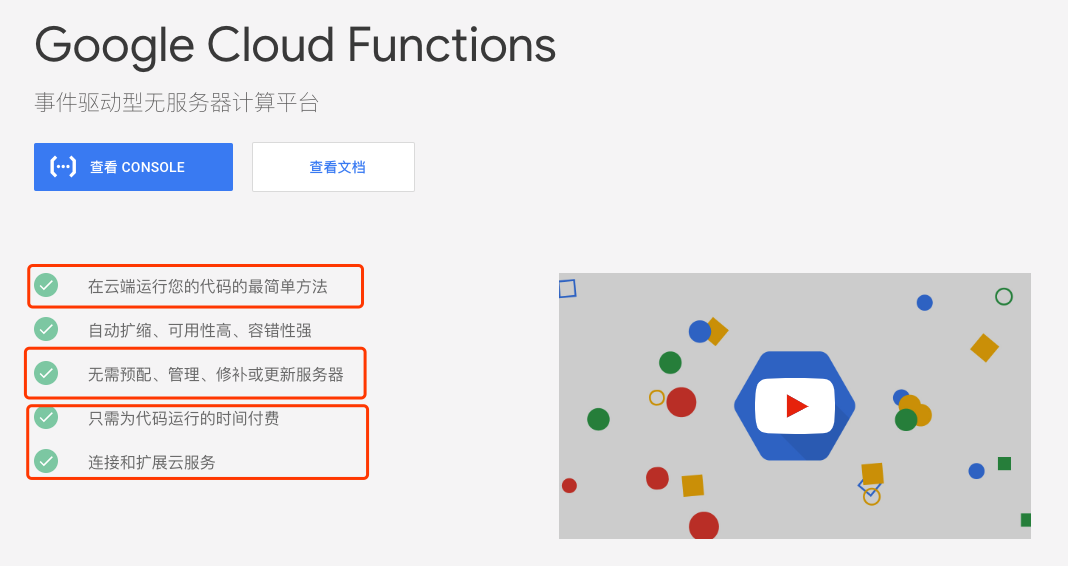 Google Cloud Functions
事件驱动型无服务器计算平台
查看 CONSOLE
查看文档
在云端运行您的代码的最简单方法
自动扩缩、可用性高、容错性强
无需预配、管理、修补或更新服务器
只需为代码运行的时间付费
连接和扩展云服务